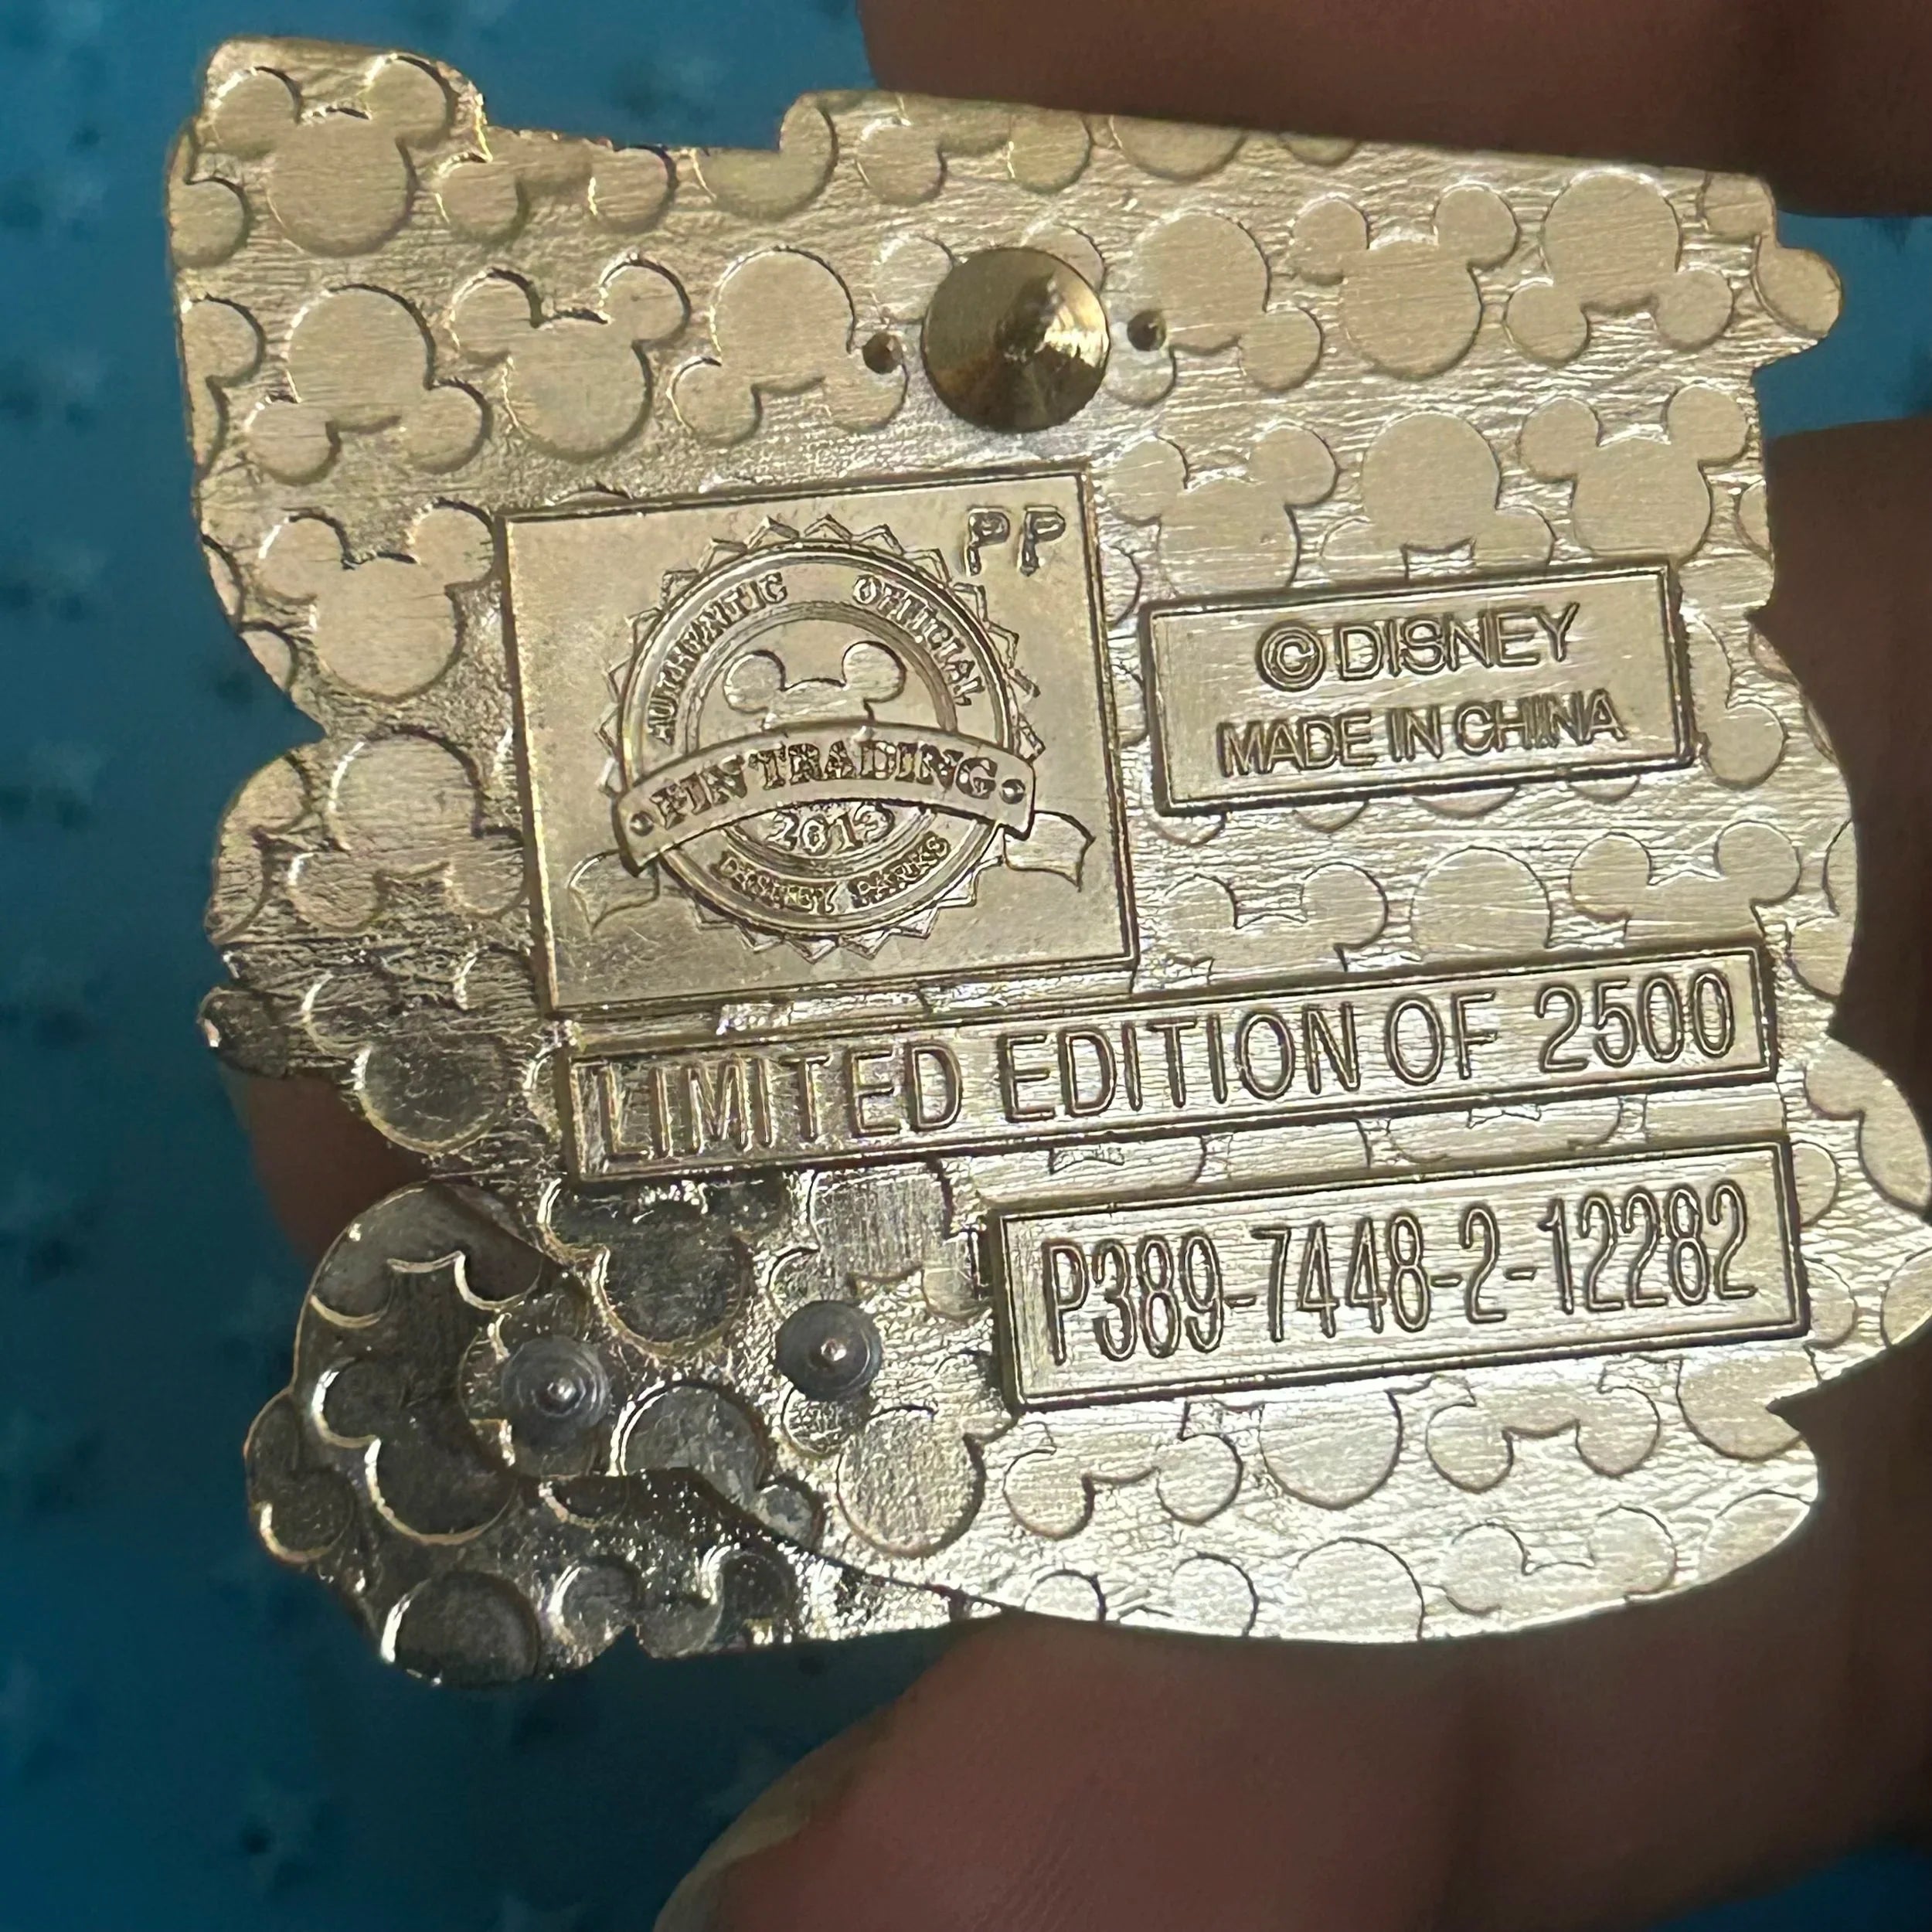 PP
AUTHENTIC OFFICIAL
PIN TRADING
DISNEY PARKS
© DISNEY
MADE IN CHINA
LIMITED EDITION OF 2500
P389-7448-2-12282